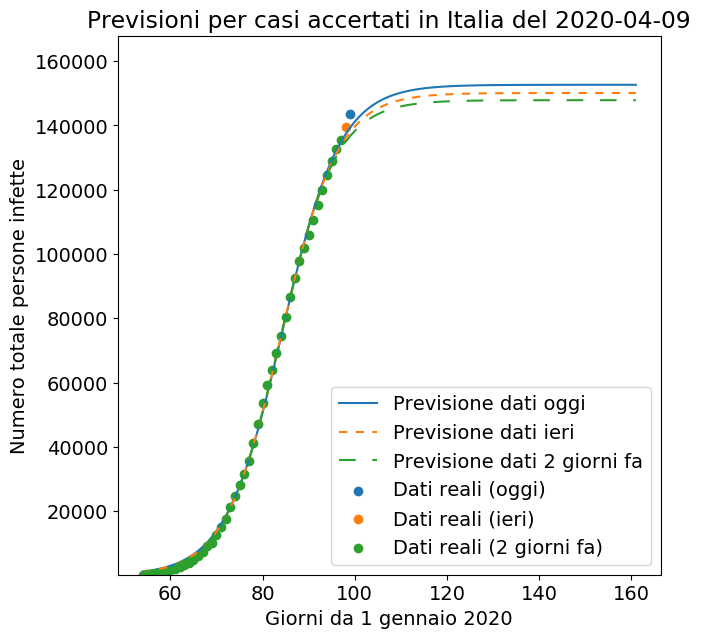 Previsioni per casi accertati in Italia del 2020-04-09
160000
140000
120000
100000
80000
60000
40000
20000
Numero totale persone infette
60 80 100 120 140 160
Giorni da 1 gennaio 2020
Previsione dati oggi
Previsione dati ieri
Previsione dati 2 giorni fa
Dati reali (oggi)
Dati reali (ieri)
Dati reali (2 giorni fa)